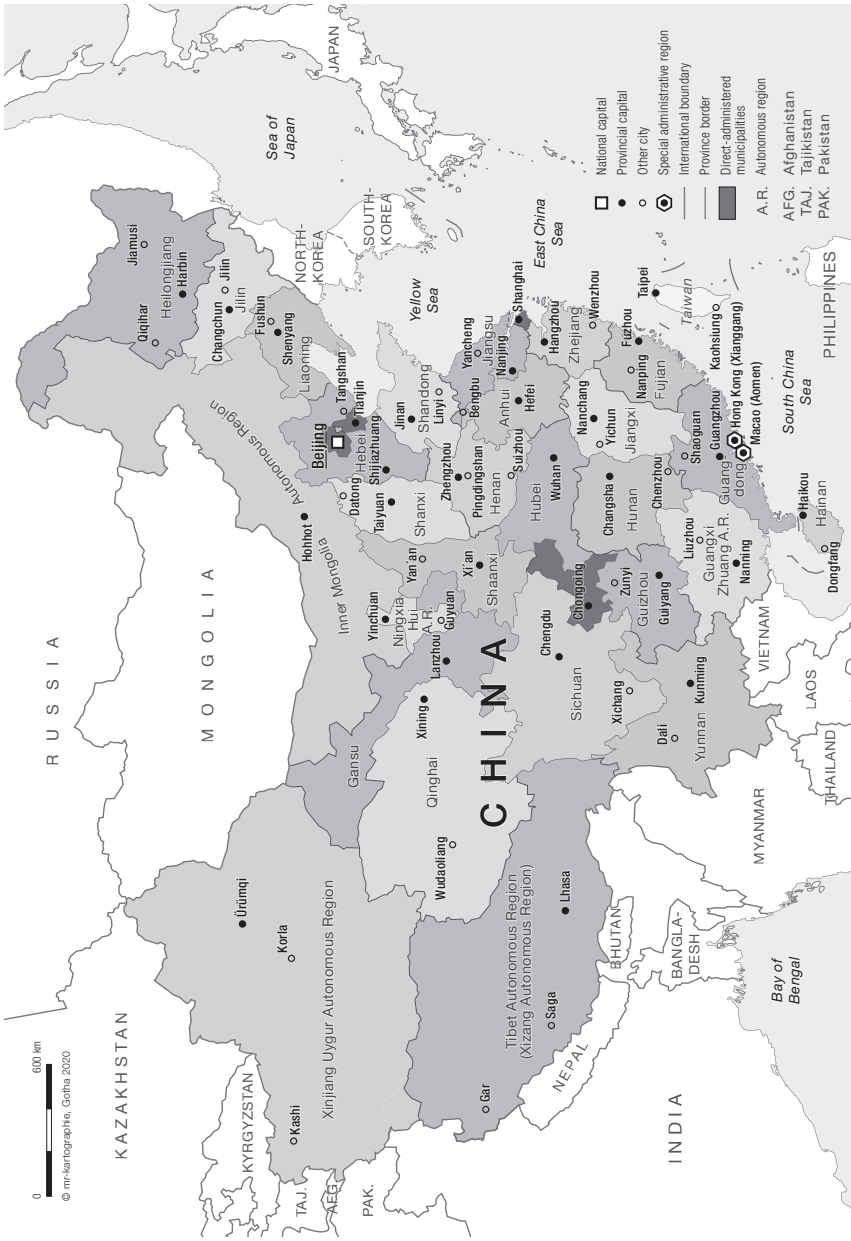 0 600 km
© mr-kartographie, Gotha 2020
RUSSIA
KAZAKHSTAN
MONGOLIA
KYRGYZSTAN
TAJ.
AFG.
PAK.
INDIA
NEPAL
BHUTAN
BANGLA-
DESH
MYANMAR
THAILAND
LAOS
VIETNAM
PHILIPPINES
JAPAN
NORTH-
KOREA
SOUTH-
KOREA
CHINA
Sea of
Japan
Yellow
Sea
East China
Sea
South China
Sea
Bay of
Bengal
Xinjiang Uygur Autonomous Region
Ürümqi
Korla
Kashi
Tibet Autonomous Region
(Xizang Autonomous Region)
Gar
Saga
Lhasa
Qinghai
Wudaoliang
Xining
Gansu
Lanzhou
Inner Mongolia
Autonomous Region
Hohhot
Ningxia
Hui
A.R.
Yinchuan
Guyuan
Shaanxi
Yan'an
Xi'an
Shanxi
Datong
Taiyuan
Hebei
Beijing
Tianjin
Tangshan
Shijiazhuang
Heilongjiang
Jiamusi
Harbin
Qiqihar
Jilin
Jilin
Changchun
Liaoning
Fushun
Shenyang
Shandong
Jinan
Linyi
Henan
Zhengzhou
Pingdingshan
Suizhou
Jiangsu
Yancheng
Nanjing
Anhui
Bengbu
Hefei
Shanghai
Zhejiang
Hangzhou
Wenzhou
Hubei
Wuhan
Chongqing
Sichuan
Chengdu
Xichang
Yunnan
Dali
Kunming
Guizhou
Zunyi
Guiyang
Hunan
Changsha
Chenzhou
Jiangxi
Nanchang
Yichun
Fujian
Nanping
Fuzhou
Taiwan
Taipei
Kaohsiung
Guang-
dong
Shaoguan
Guangzhou
Hong Kong (Xianggang)
Macao (Aomen)
Guangxi
Zhuang A.R.
Liuzhou
Nanning
Hainan
Haikou
Dongfang
National capital
Provincial capital
Other city
Special administrative region
International boundary
Province border
Direct-administered
municipalities
A.R. Autonomous region
AFG. Afghanistan
TAJ. Tajikistan
PAK. Pakistan